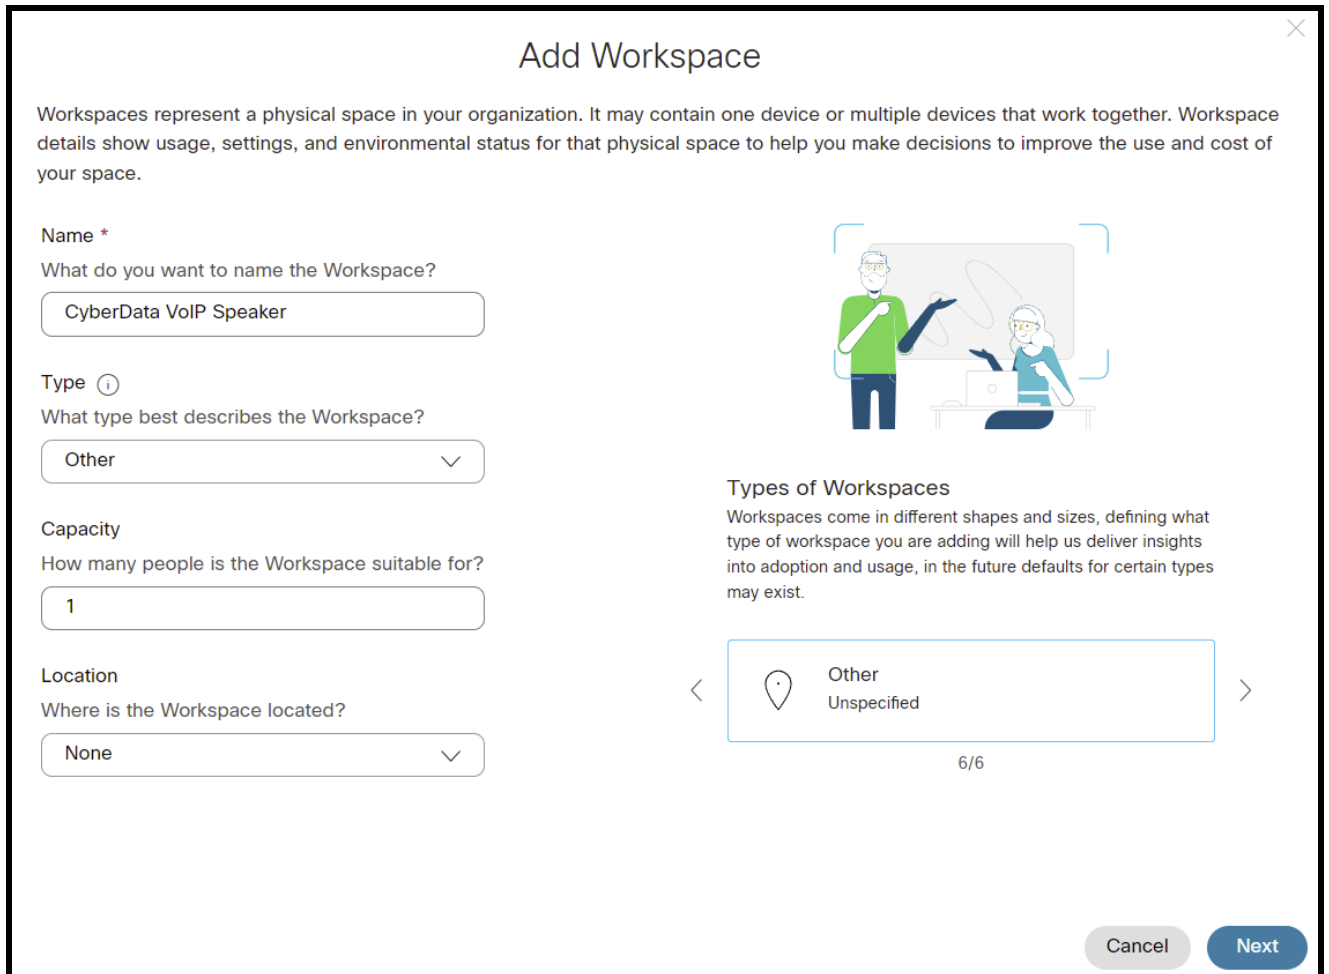 Add Workspace
Workspaces represent a physical space in your organization. It may contain one device or multiple devices that work together. Workspace
details show usage, settings, and environmental status for that physical space to help you make decisions to improve the use and cost of
your space.
Name *
What do you want to name the Workspace?
CyberData VoIP Speaker
Type
What type best describes the Workspace?
Other
Capacity
How many people is the Workspace suitable for?
1
Location
Where is the Workspace located?
None
Types of Workspaces
Workspaces come in different shapes and sizes, defining what
type of workspace you are adding will help us deliver insights
into adoption and usage, in the future defaults for certain types
may exist.
Other
Unspecified
6/6
Cancel
Next